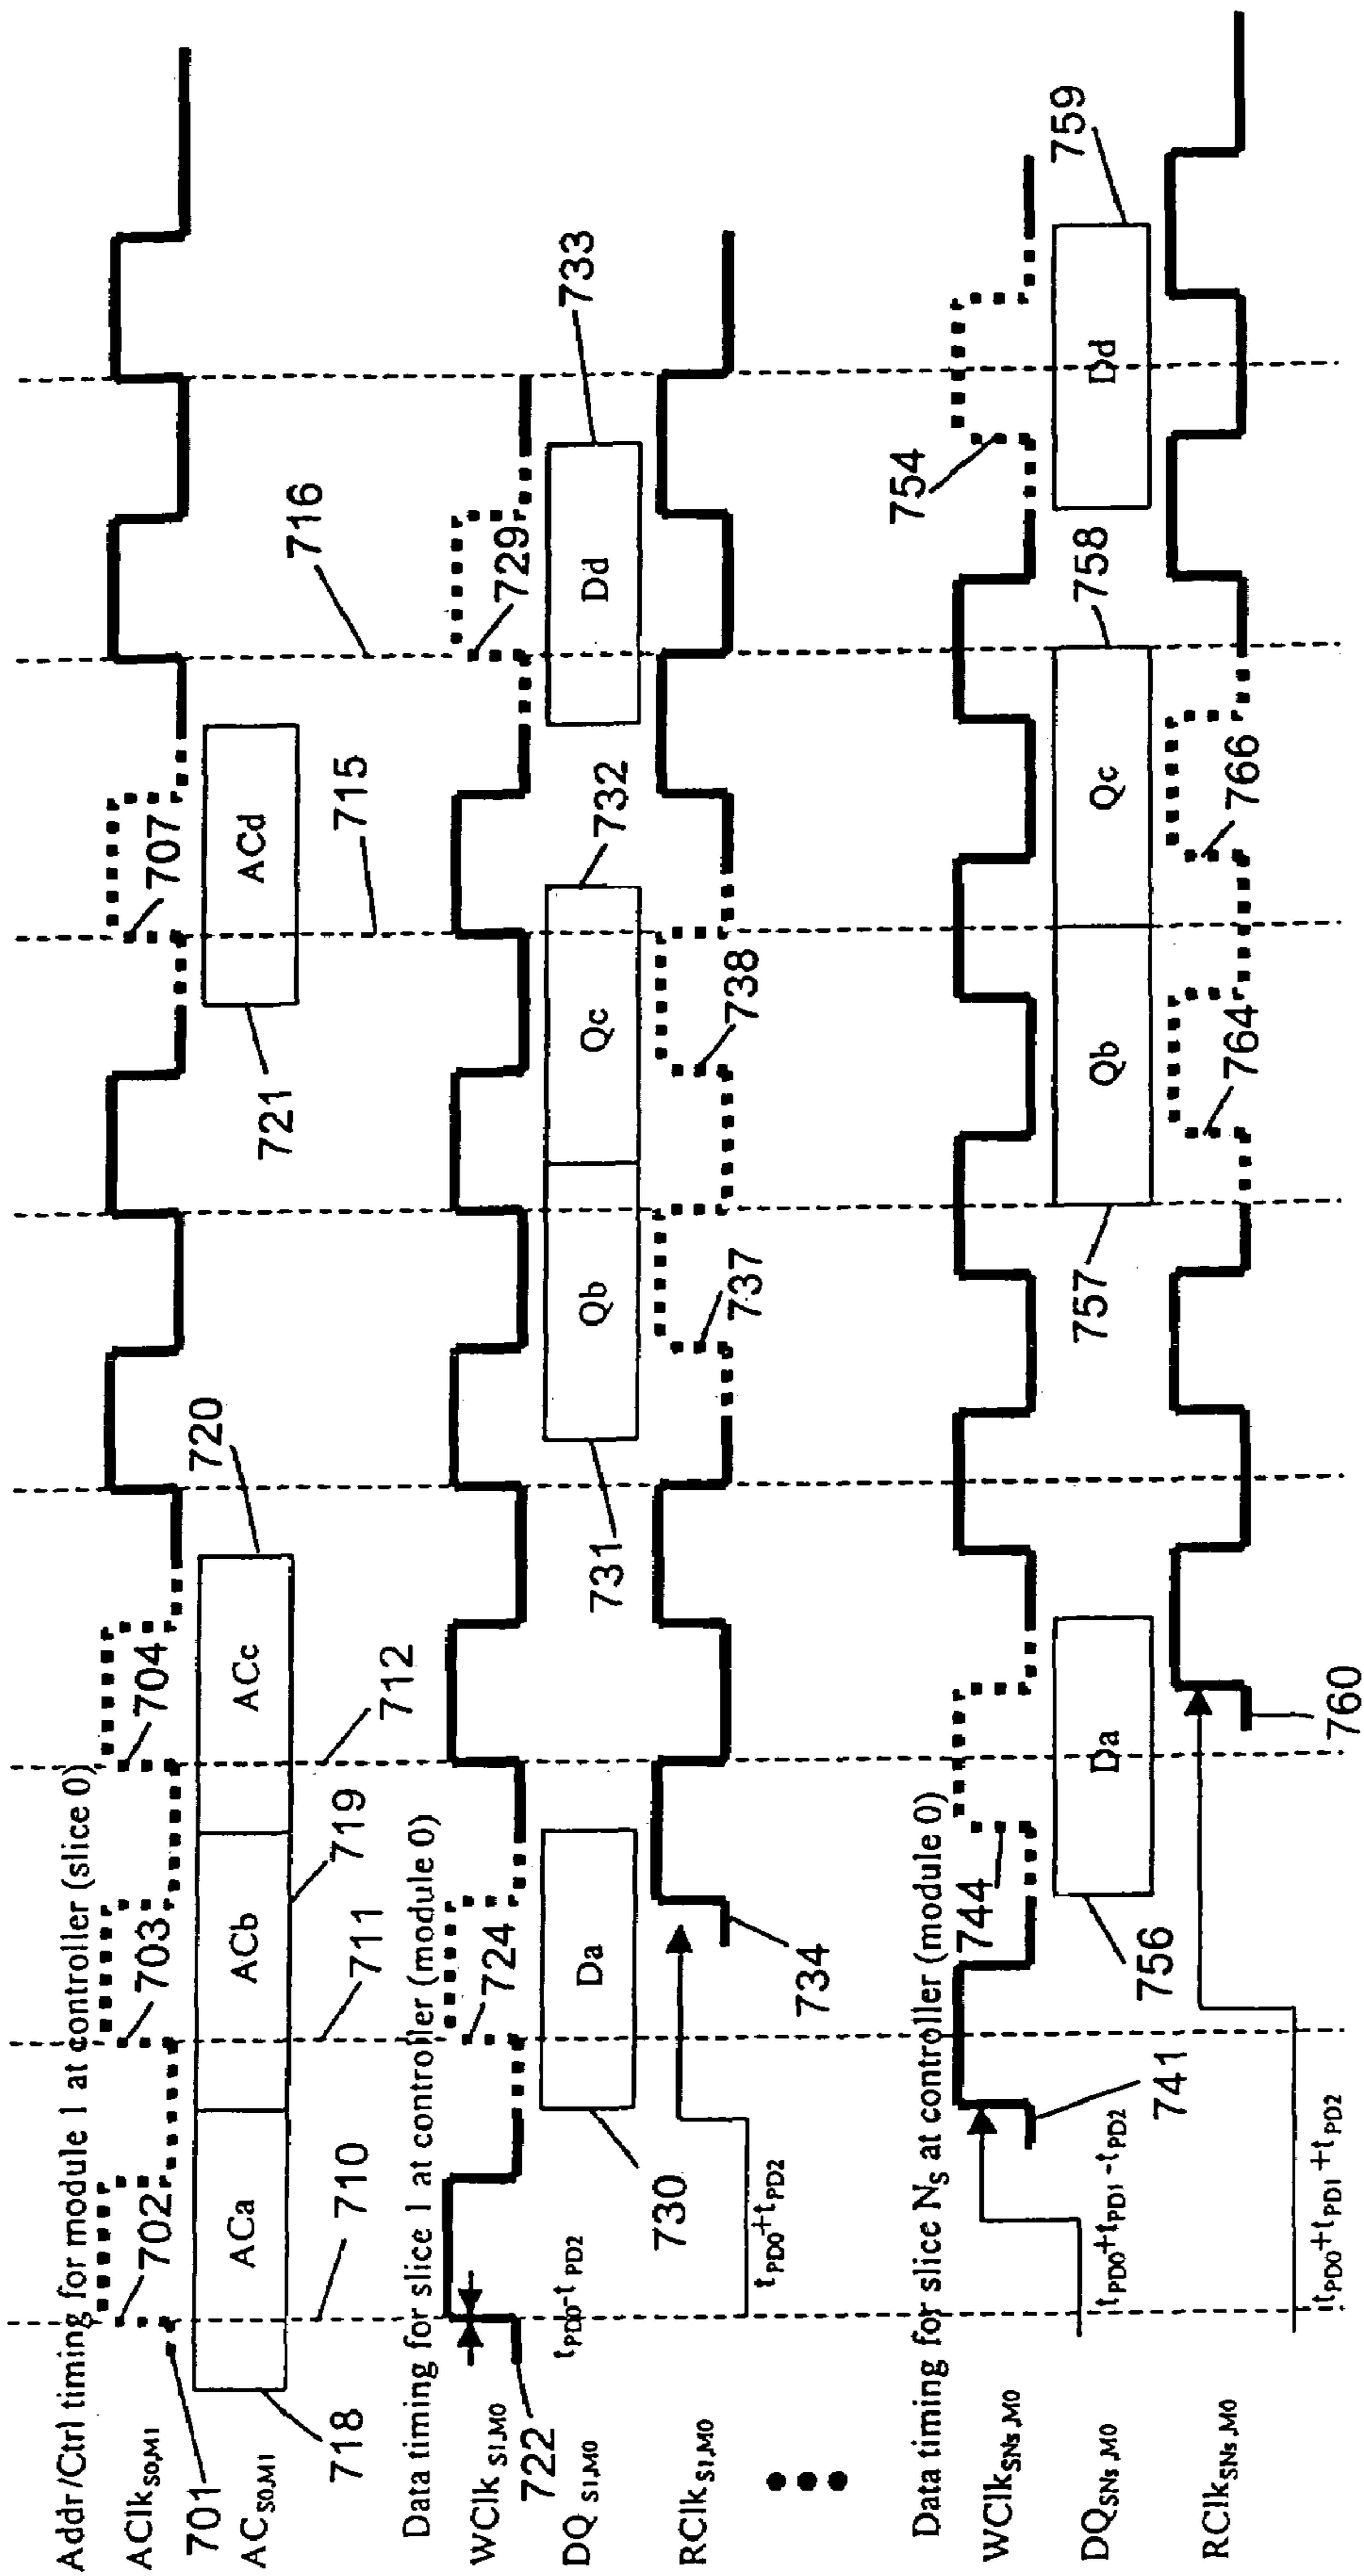 Addr/Ctrl timing for module 1 at controller (slice 0)
AClk S0,M1
702
703
704
707
701
AC S0,M1
ACa
ACb
ACc
ACd
718
710
719
711
712
720
721
715
716
Data timing for slice 1 at controller (module 0)
WClk S1,M0
724
729
722
tPD0-tPD2
DQ S1,M0
Da
Qb
Qc
Dd
730
731
732
733
RClk S1,M0
tPD0+tPD2
734
737
738
Data timing for slice NS at controller (module 0)
WClk SNs,M0
741
744
754
tPD0+tPD1-tPD2
DQ SNs,M0
Da
Qb
Qc
Dd
756
757
758
759
RClk SNs,M0
tPD0+tPD1+tPD2
760
764
766